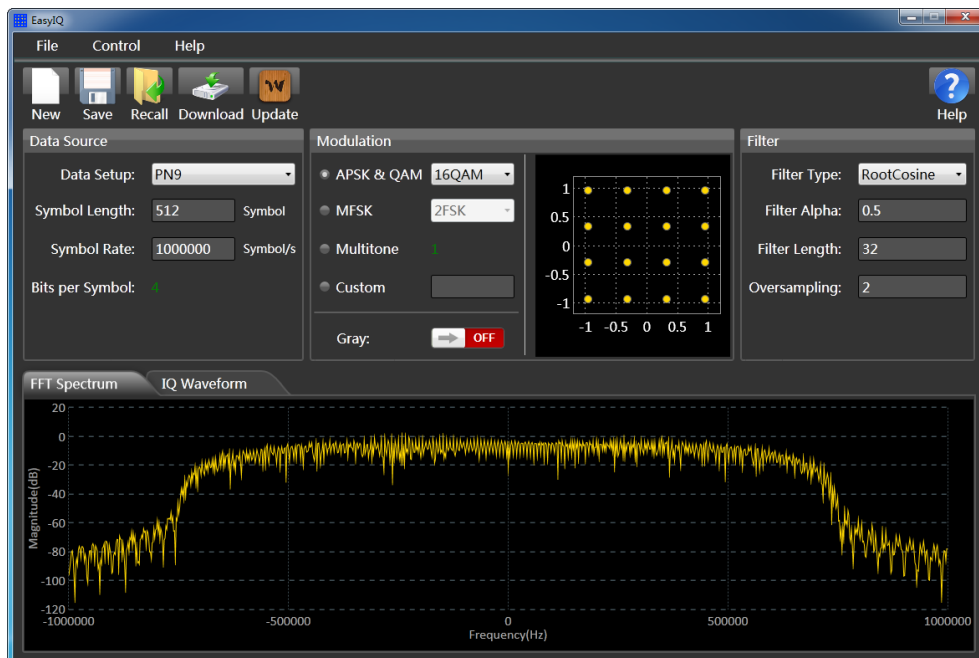 EasyIQ
File Control Help
New Save Recall Download Update Help
Data Source
Data Setup: PN9
Symbol Length: 512 Symbol
Symbol Rate: 1000000 Symbol/s
Bits per Symbol: 4
Modulation
APSK & QAM 16QAM
MFSK 2FSK
Multitone 1
Custom
Gray: OFF
1
0.5
0
-0.5
-1
-1 -0.5 0 0.5 1
Filter
Filter Type: RootCosine
Filter Alpha: 0.5
Filter Length: 32
Oversampling: 2
FFT Spectrum IQ Waveform
Magnitude(dB)
20
0
-20
-40
-60
-80
-100
-120
-1000000 -500000 0 500000 1000000
Frequency(Hz)